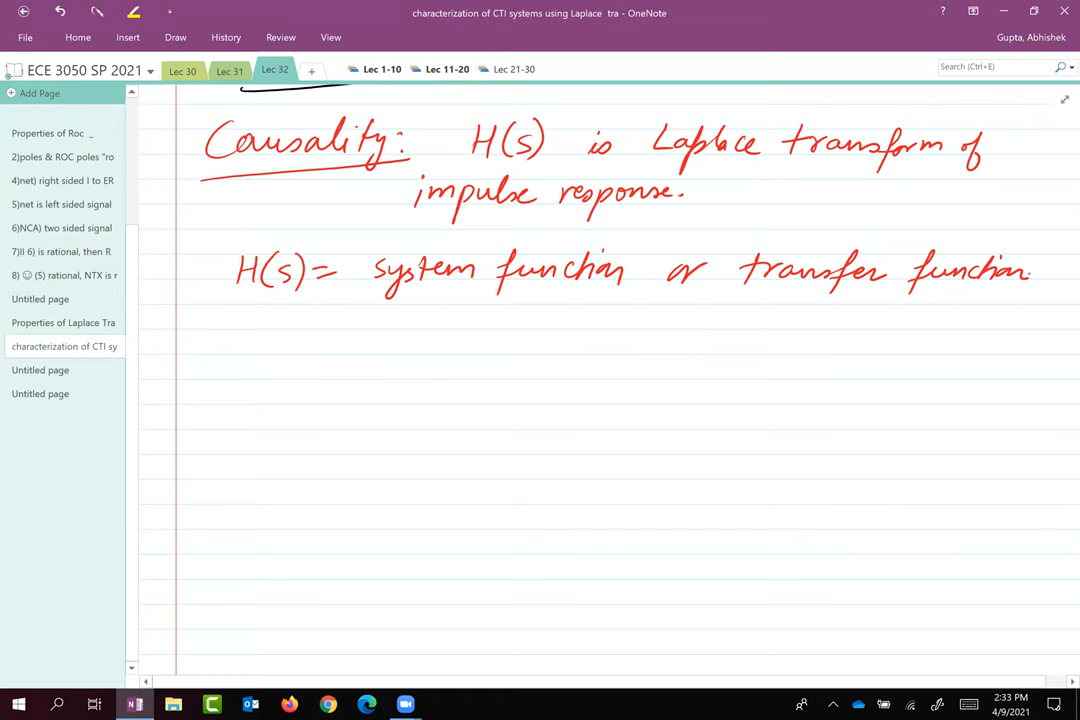 characterization of CTI systems using Laplace tra - OneNote
File
Home
Insert
Draw
History
Review
View
Gupta, Abhishek
ECE 3050 SP 2021
Lec 30
Lec 31
Lec 32
Lec 1-10
Lec 11-20
Lec 21-30
Search (Ctrl+E)
Add Page
Properties of Roc _
2)poles & ROC poles "ro
4)net) right sided I to ER
5)net is left sided signal
6)NCA) two sided signal
7)II 6) is rational, then R
8) ☺ (5) rational, NTX is r
Untitled page
Properties of Laplace Tra
characterization of CTI sy
Untitled page
Untitled page
Causality: H(s) is Laplace transform of
impulse response.
H(s) = system function or transfer function.
2:33 PM
4/9/2021